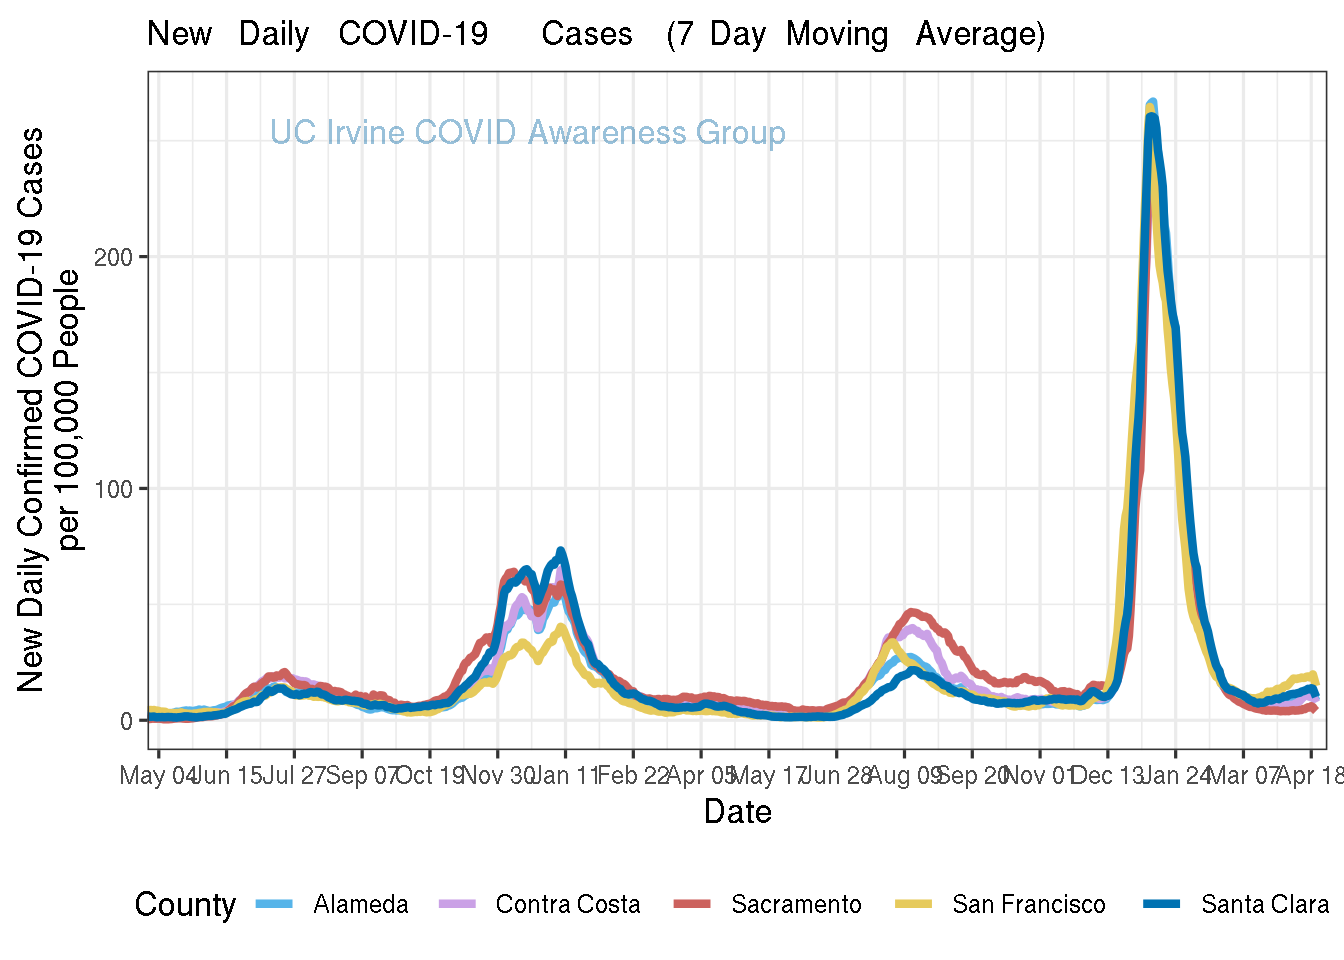 New Daily COVID-19 Cases (7 Day Moving Average)
UC Irvine COVID Awareness Group
New Daily Confirmed COVID-19 Cases
per 100,000 People
200
100
0
May 04 Jun 15 Jul 27 Sep 07 Oct 19 Nov 30 Jan 11 Feb 22 Apr 05 May 17 Jun 28 Aug 09 Sep 20 Nov 01 Dec 13 Jan 24 Mar 07 Apr 18
Date
County Alameda Contra Costa Sacramento San Francisco Santa Clara